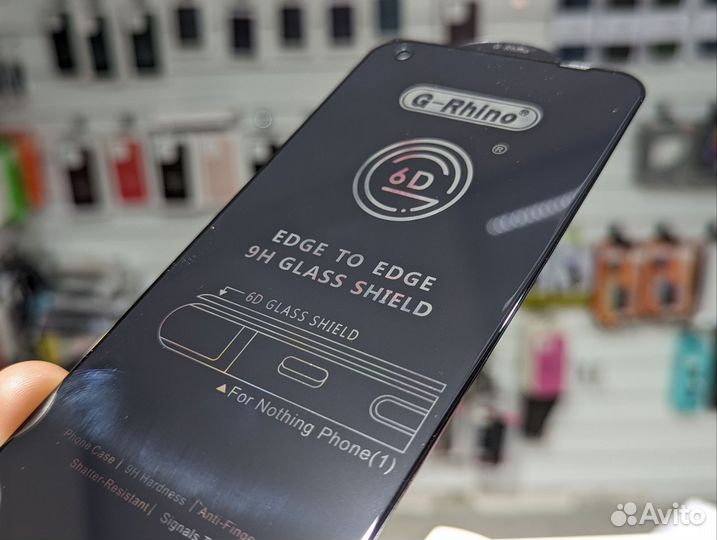 G-Rhino®
®
6D
EDGE TO EDGE
9H GLASS SHIELD
6D GLASS SHIELD
For Nothing Phone(1)
Phone Case | 9H Hardness | Anti-Finge
Shatter-Resistant | Signals
Avito